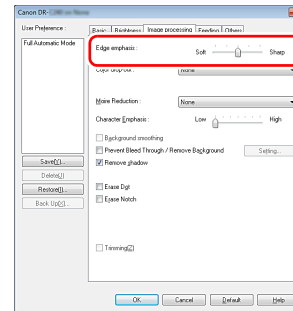 Canon DR-
User Preference :
Full Automatic Mode
Basic Brightness Image processing Feeding Others
Edge emphasis :
Soft Sharp
Color drop-out : None
Moire Reduction : None
Character Emphasis : Low High
Background smoothing
Prevent Bleed Through / Remove Background Setting...
Remove shadow
Save(Y)...
Delete(J)
Restore(I)...
Back Up(X)...
Erase Dot
Erase Notch
Trimming(Z)
OK Cancel Default Help